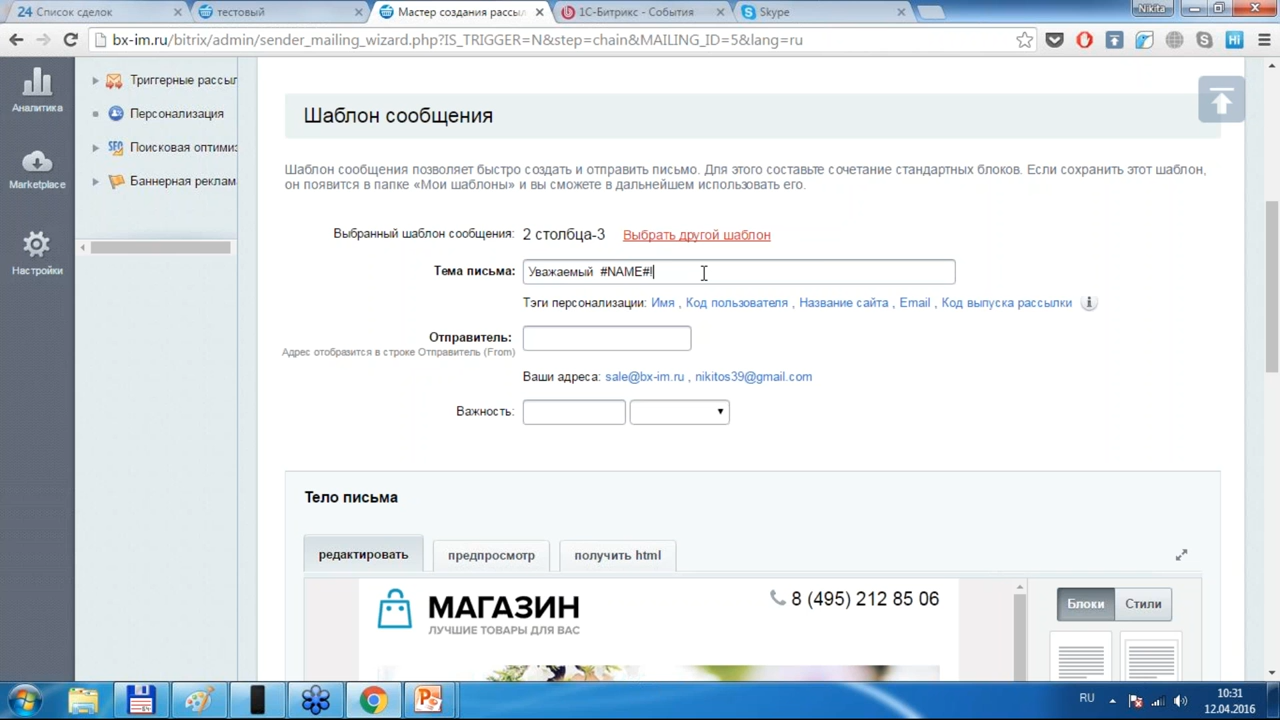 24 Список сделок
тестовый
Мастер создания рассыл
1С-Битрикс - События
Skype
Nikita
bx-im.ru/bitrix/admin/sender_mailing_wizard.php?IS_TRIGGER=N&step=chain&MAILING_ID=5&lang=ru
Hi
Аналитика
Marketplace
Настройки
Триггерные рассыл
Персонализация
SEO Поисковая оптими
Баннерная реклам
Шаблон сообщения
Шаблон сообщения позволяет быстро создать и отправить письмо. Для этого составьте сочетание стандартных блоков. Если сохранить этот шаблон,
он появится в папке «Мои шаблоны» и вы сможете в дальнейшем использовать его.
Выбранный шаблон сообщения: 2 столбца-3 Выбрать другой шаблон
Тема письма: Уважаемый #NAME#!
Тэги персонализации: Имя , Код пользователя , Название сайта , Email , Код выпуска рассылки
Отправитель:
Адрес отобразится в строке Отправитель (From)
Ваши адреса: sale@bx-im.ru , nikitos39@gmail.com
Важность:
Тело письма
редактировать предпросмотр получить html
МАГАЗИН
ЛУЧШИЕ ТОВАРЫ ДЛЯ ВАС
8 (495) 212 85 06
Блоки Стили
RU
10:31
12.04.2016